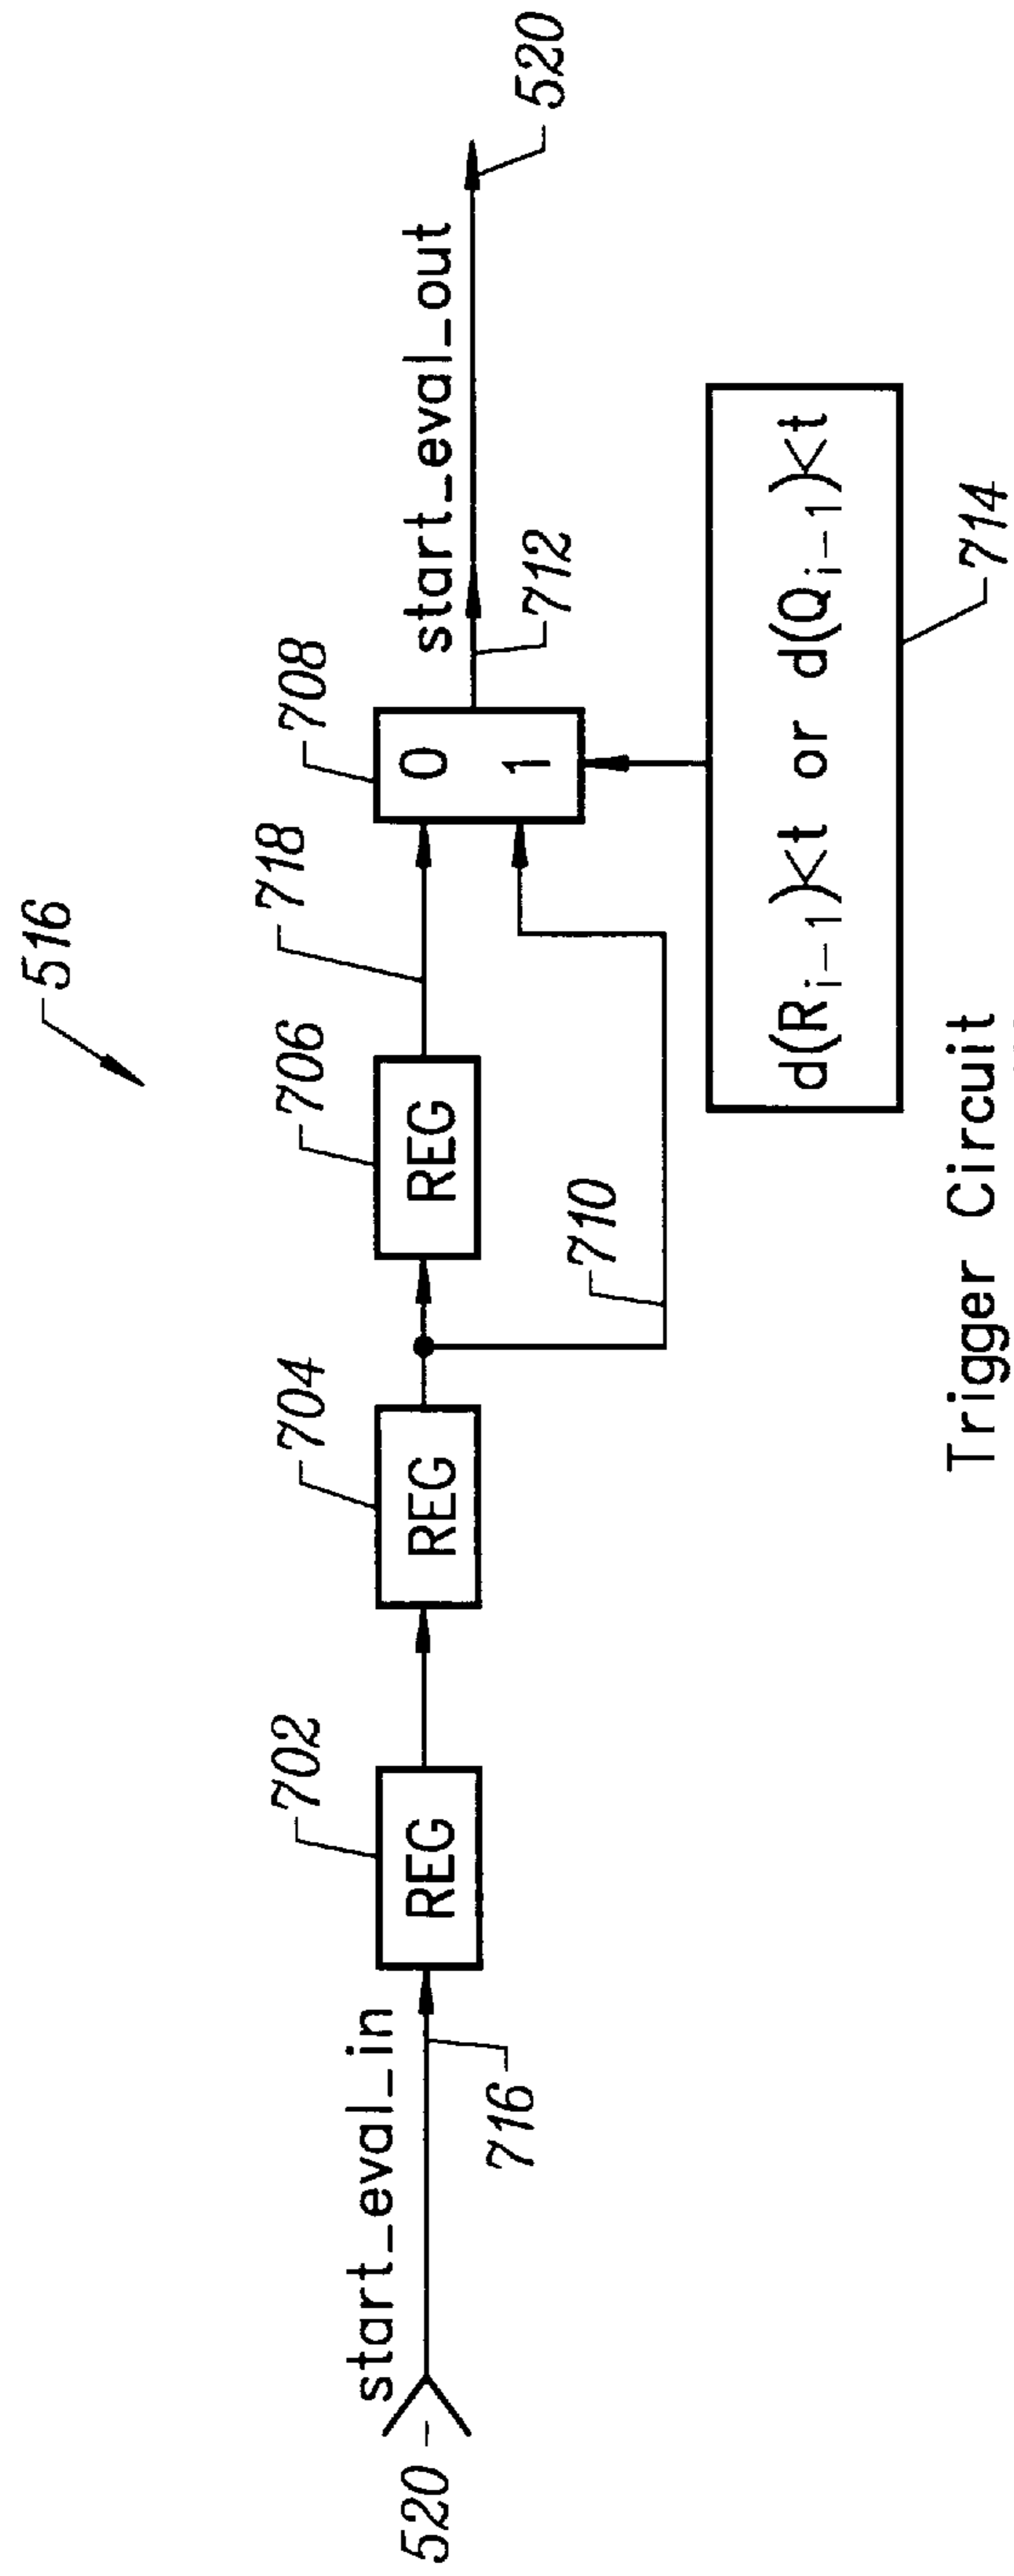 516
520
start_eval_in
716
702
REG
704
REG
710
706
REG
718
708
0
1
712
start_eval_out
520
d(Ri-1)<t or d(Qi-1)<t
714
Trigger Circuit